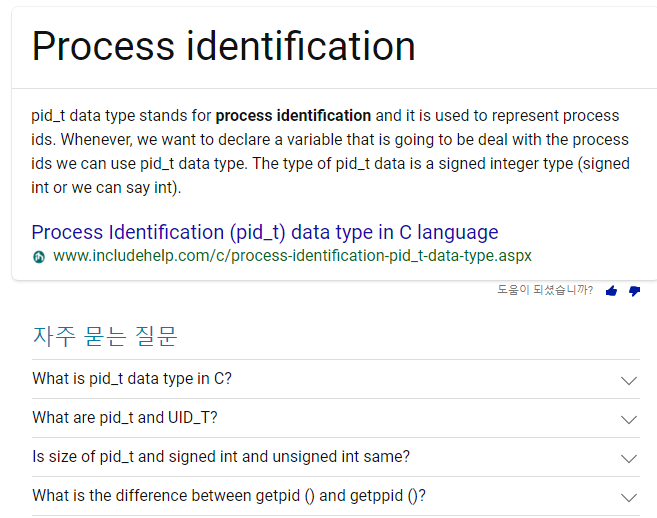 Process identification
pid_t data type stands for process identification and it is used to represent process
ids. Whenever, we want to declare a variable that is going to be deal with the process
ids we can use pid_t data type. The type of pid_t data is a signed integer type (signed
int or we can say int).
Process Identification (pid_t) data type in C language
www.includehelp.com/c/process-identification-pid_t-data-type.aspx
도움이 되셨습니까?
자주 묻는 질문
What is pid_t data type in C?
What are pid_t and UID_T?
Is size of pid_t and signed int and unsigned int same?
What is the difference between getpid () and getppid ()?